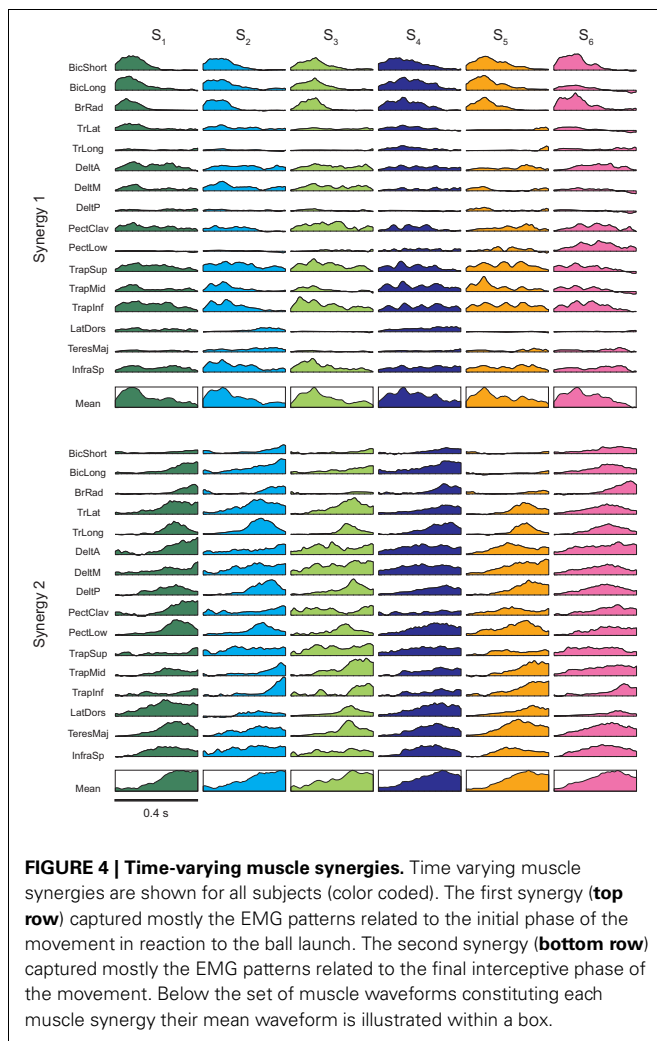 S1 S2 S3 S4 S5 S6
Synergy 1
BicShort
BicLong
BrRad
TrLat
TrLong
DeltA
DeltM
DeltP
PectClav
PectLow
TrapSup
TrapMid
TrapInf
LatDors
TeresMaj
InfraSp
Mean
Synergy 2
BicShort
BicLong
BrRad
TrLat
TrLong
DeltA
DeltM
DeltP
PectClav
PectLow
TrapSup
TrapMid
TrapInf
LatDors
TeresMaj
InfraSp
Mean
0.4 s
FIGURE 4 | Time-varying muscle synergies. Time varying muscle
synergies are shown for all subjects (color coded). The first synergy (top
row) captured mostly the EMG patterns related to the initial phase of the
movement in reaction to the ball launch. The second synergy (bottom row)
captured mostly the EMG patterns related to the final interceptive phase of
the movement. Below the set of muscle waveforms constituting each
muscle synergy their mean waveform is illustrated within a box.